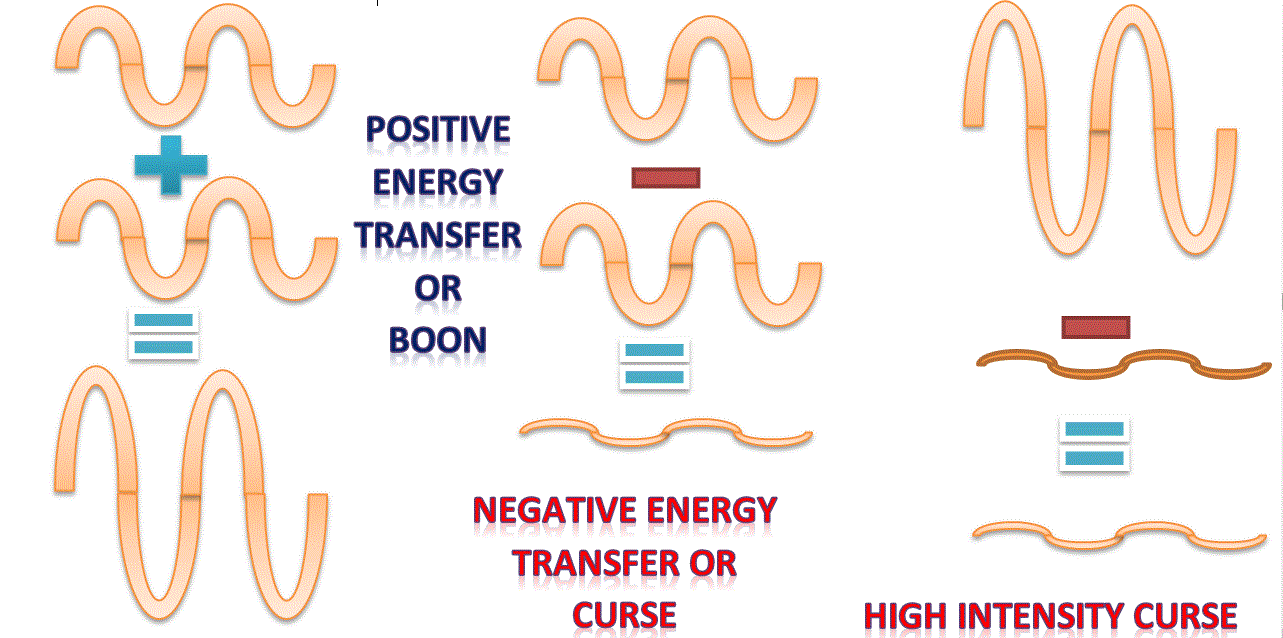 POSITIVE
ENERGY
TRANSFER
OR
BOON
NEGATIVE ENERGY
TRANSFER OR
CURSE
HIGH INTENSITY CURSE